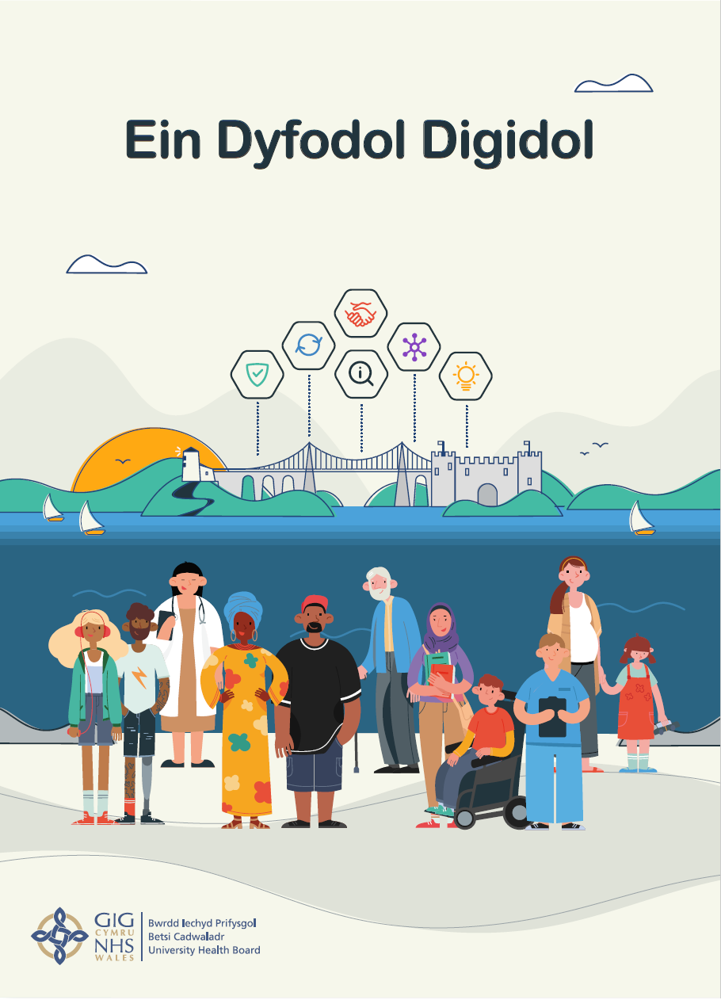 Ein Dyfodol Digidol
GIG
CYMRU
NHS
WALES
Bwrdd Iechyd Prifysgol
Betsi Cadwaladr
University Health Board